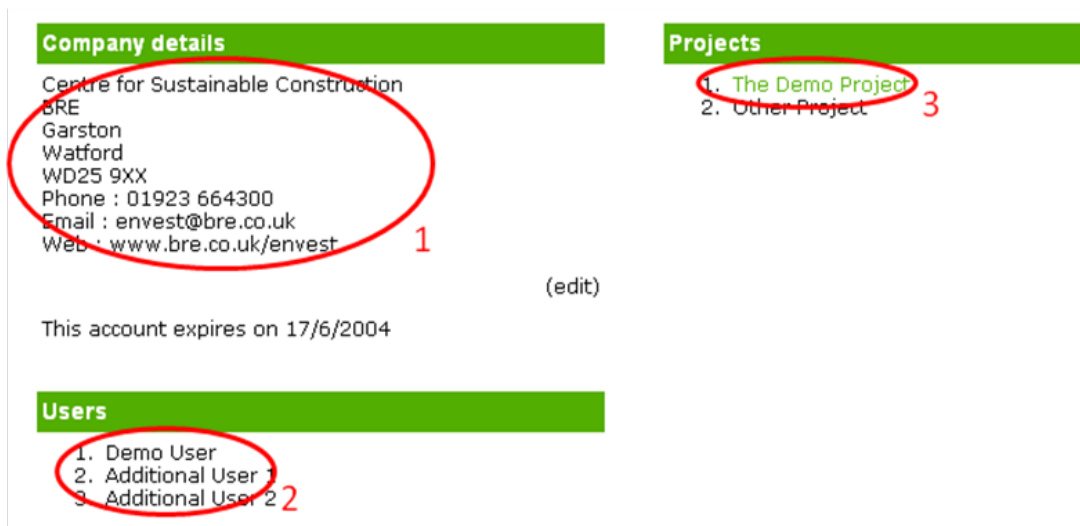 Company details
Centre for Sustainable Construction
BRE
Garston
Watford
WD25 9XX
Phone : 01923 664300
Email : envest@bre.co.uk
Web : www.bre.co.uk/envest
1
(edit)
This account expires on 17/6/2004
Users
1. Demo User
2. Additional User 1
3. Additional User 2
2
Projects
1. The Demo Project
2. Other Project
3